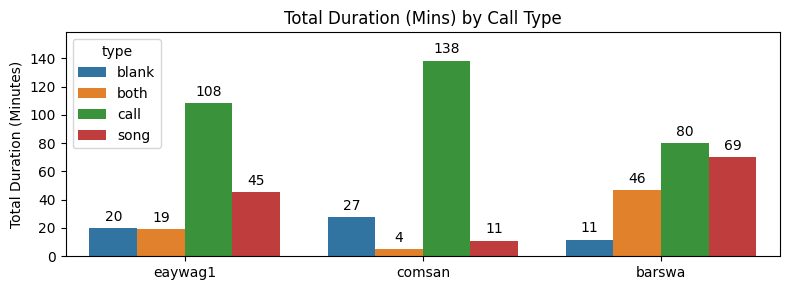 Total Duration (Mins) by Call Type
Total Duration (Minutes)
140
120
100
80
60
40
20
0
type
blank
both
call
song
20
19
108
45
27
4
138
11
11
46
80
69
eaywag1
comsan
barswa